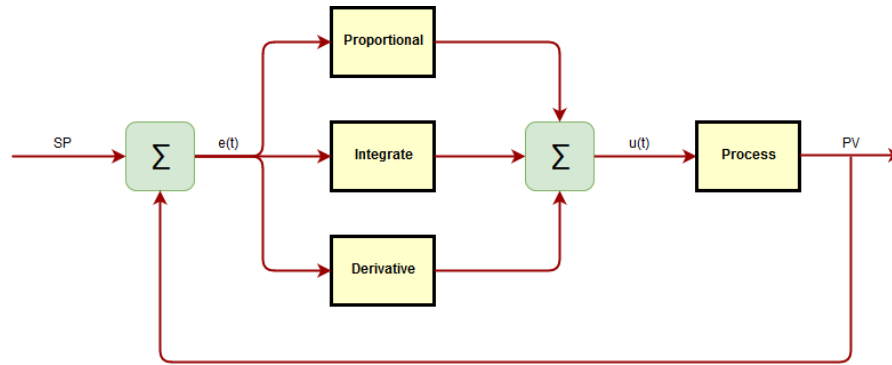 Proportional
SP
Σ
e(t)
Integrate
Σ
u(t)
Process
PV
Derivative